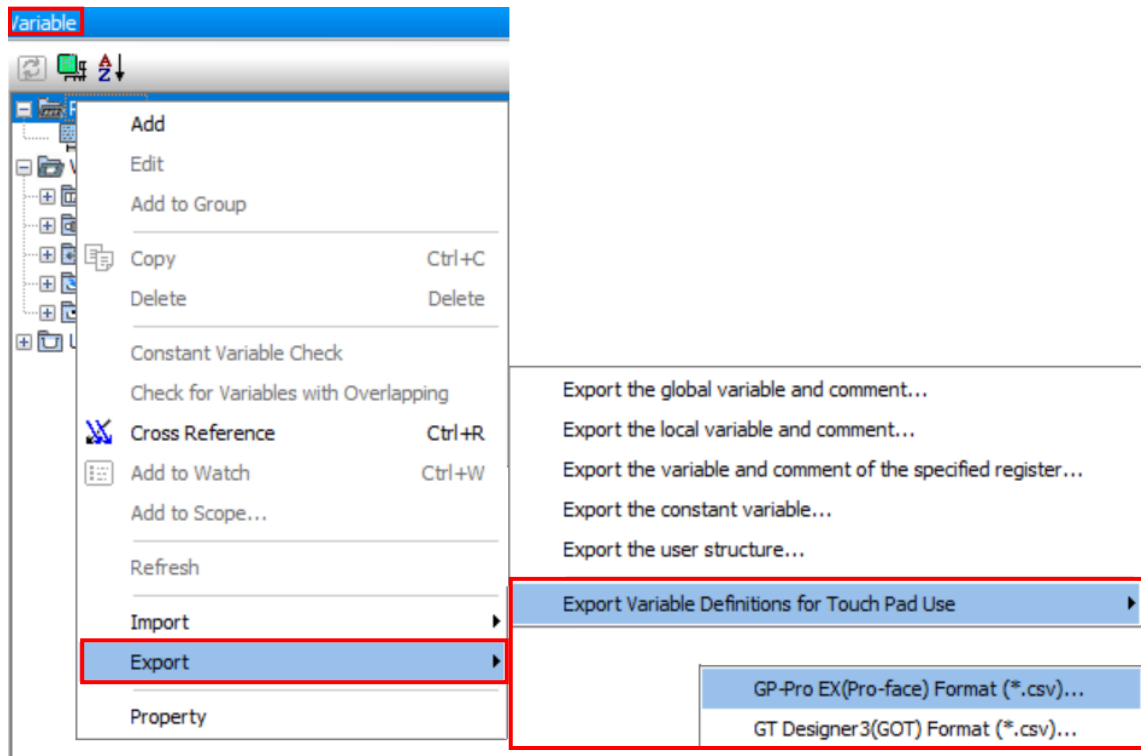 Variable
Add
Edit
Add to Group
Copy Ctrl+C
Delete Delete
Constant Variable Check
Check for Variables with Overlapping
Cross Reference Ctrl+R
Add to Watch Ctrl+W
Add to Scope...
Refresh
Import
Export
Property
Export the global variable and comment...
Export the local variable and comment...
Export the variable and comment of the specified register...
Export the constant variable...
Export the user structure...
Export Variable Definitions for Touch Pad Use
GP-Pro EX(Pro-face) Format (*.csv)...
GT Designer3(GOT) Format (*.csv)...